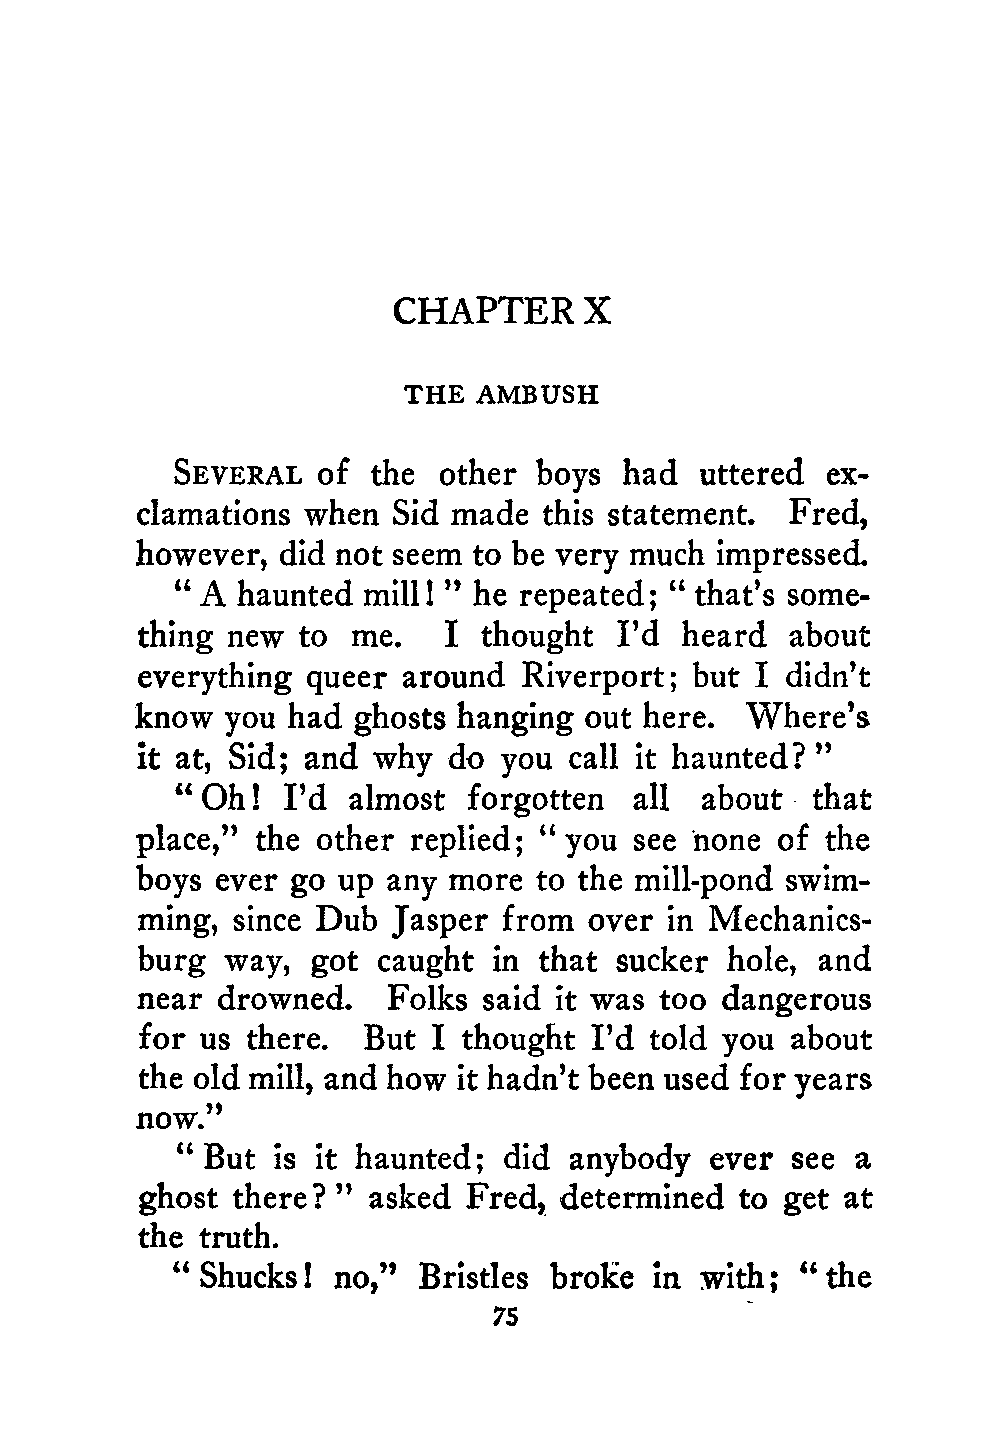 CHAPTER X
THE AMBUSH
SEVERAL of the other boys had uttered ex-
clamations when Sid made this statement. Fred,
however, did not seem to be very much impressed.
"A haunted mill!" he repeated; "that's some-
thing new to me. I thought I'd heard about
everything queer around Riverport; but I didn't
know you had ghosts hanging out here. Where's
it at, Sid; and why do you call it haunted?"
"Oh! I'd almost forgotten all about that
place," the other replied; "you see none of the
boys ever go up any more to the mill-pond swim-
ming, since Dub Jasper from over in Mechanics-
burg way, got caught in that sucker hole, and
near drowned. Folks said it was too dangerous
for us there. But I thought I'd told you about
the old mill, and how it hadn't been used for years
now."
"But is it haunted; did anybody ever see a
ghost there?" asked Fred, determined to get at
the truth.
"Shucks! no," Bristles broke in with; "the
75